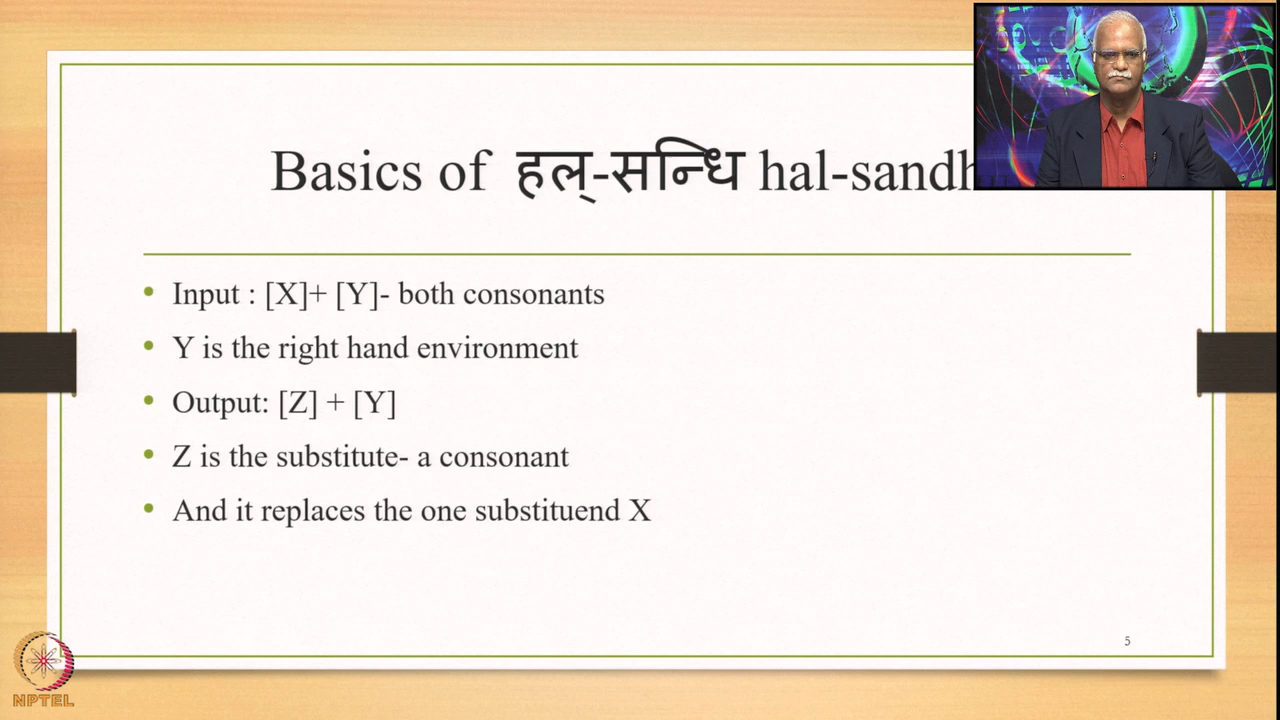 Basics of हल्-सन्धि hal-sandh
• Input : [X]+ [Y]- both consonants
• Y is the right hand environment
• Output: [Z] + [Y]
• Z is the substitute- a consonant
• And it replaces the one substituend X
5
NPTEL